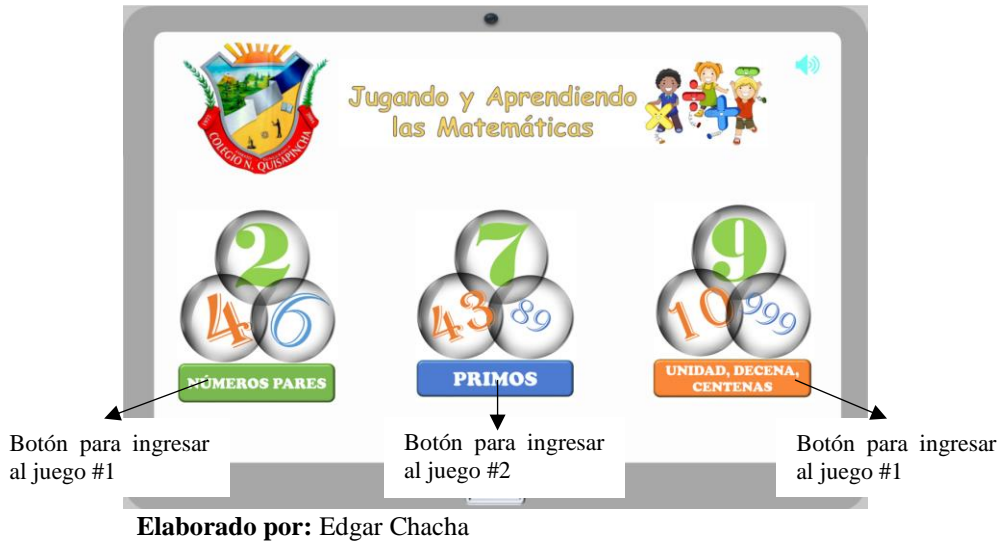 Jugando y Aprendiendo
las Matemáticas
COLEGIO N. QUISAPINCHA
2
4 6
7
43 89
9
10 999
NÚMEROS PARES
PRIMOS
UNIDAD, DECENA,
CENTENAS
Botón para ingresar
al juego #1
Botón para ingresar
al juego #2
Botón para ingresar
al juego #1
Elaborado por: Edgar Chacha